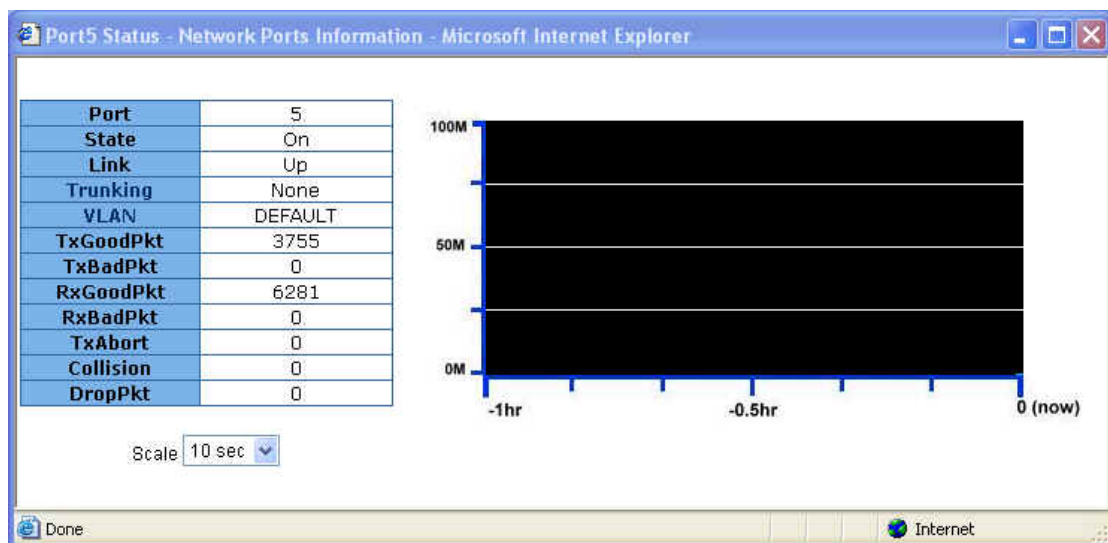 Port5 Status - Network Ports Information - Microsoft Internet Explorer
Port 5
State On
Link Up
Trunking None
VLAN DEFAULT
TxGoodPkt 3755
TxBadPkt 0
RxGoodPkt 6281
RxBadPkt 0
TxAbort 0
Collision 0
DropPkt 0
Scale 10 sec
100M
50M
0M
-1hr -0.5hr 0 (now)
Done Internet